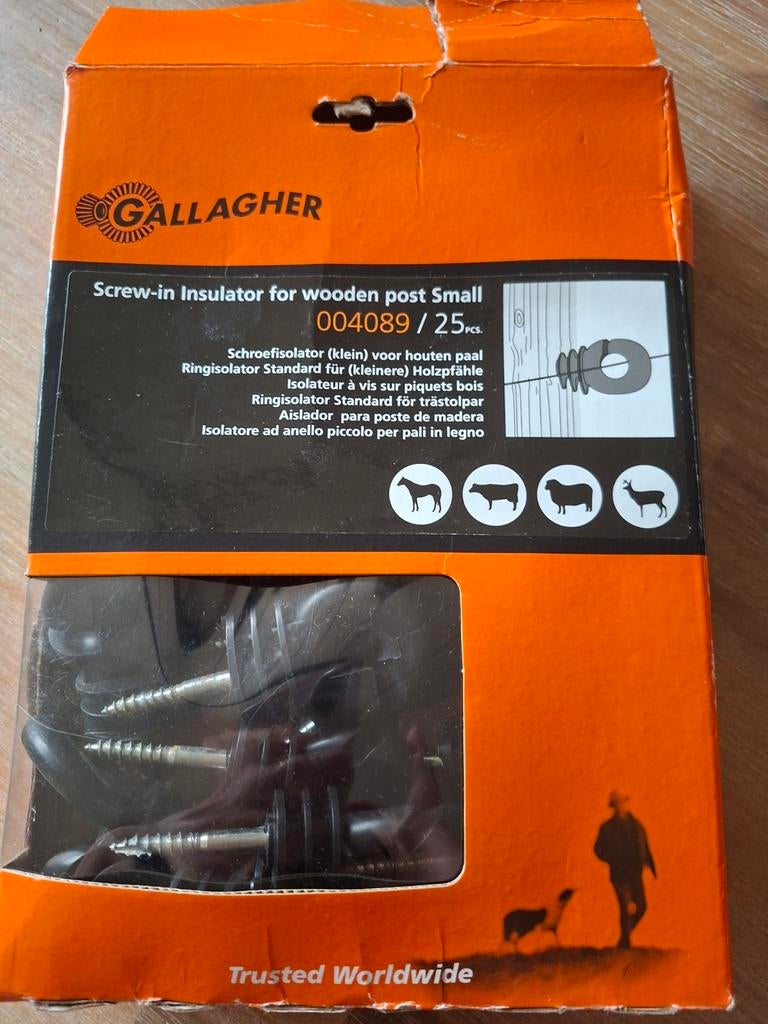 GALLAGHER
Screw-in Insulator for wooden post Small
004089 / 25 PCS.
Schroefisolator (klein) voor houten paal
Ringisolator Standard für (kleinere) Holzpfähle
Isolateur à vis sur piquets bois
Ringisolator Standard för trästolpar
Aislador para poste de madera
Isolatore ad anello piccolo per pali in legno
Trusted Worldwide